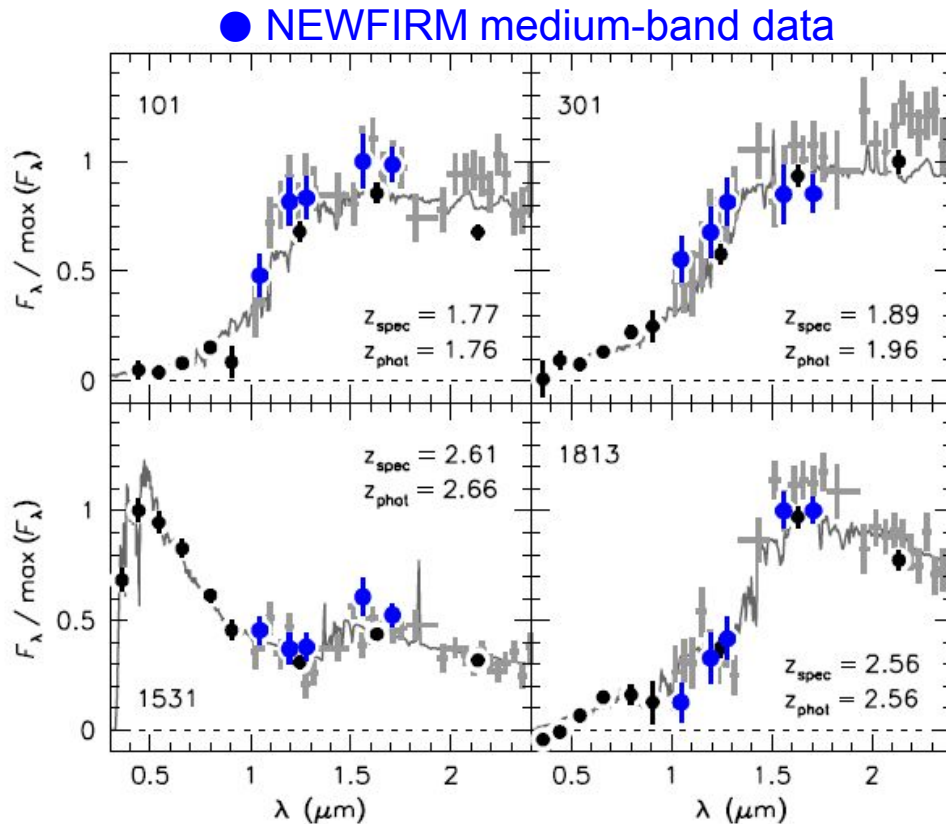 NEWFIRM medium-band data
101
z_spec = 1.77
z_phot = 1.76
301
z_spec = 1.89
z_phot = 1.96
F_λ / max (F_λ)
1
0.5
0
1531
z_spec = 2.61
z_phot = 2.66
1813
z_spec = 2.56
z_phot = 2.56
F_λ / max (F_λ)
1
0.5
0
0.5 1 1.5 2
0.5 1 1.5 2
λ (μm)
λ (μm)